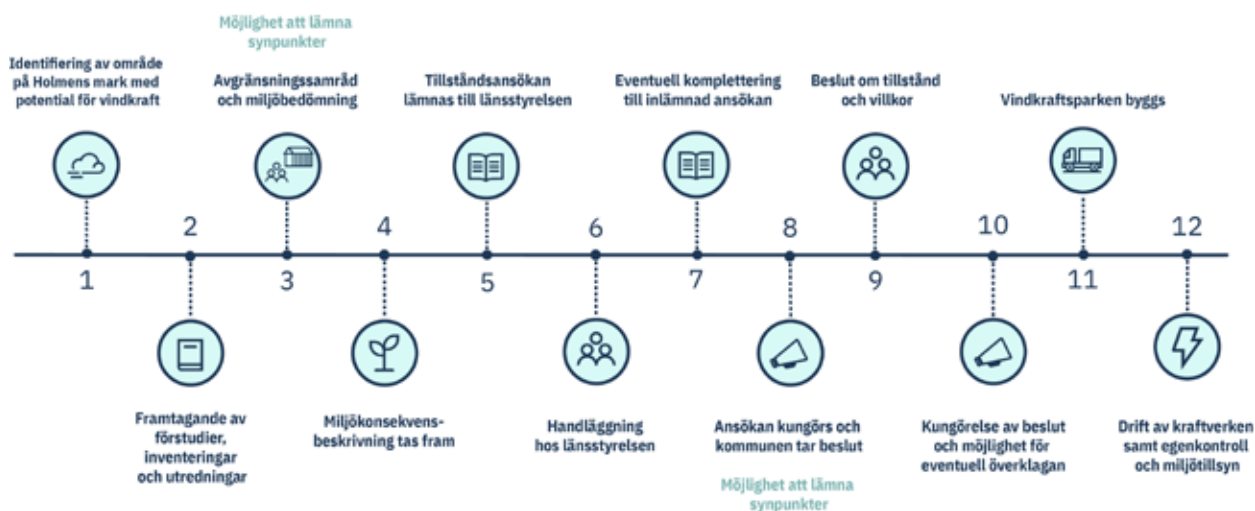 Möjlighet att lämna
synpunkter
Identifiering av område
på Holmens mark med
potential för vindkraft
Avgränsningssamråd
och miljöbedömning
Tillståndsansökan
lämnas till länsstyrelsen
Eventuell komplettering
till inlämnad ansökan
Beslut om tillstånd
och villkor
Vindkraftsparken byggs
1
2
3
4
5
6
7
8
9
10
11
12
Framtagande av
förstudier,
inventeringar
och utredningar
Miljökonsekvens-
beskrivning tas fram
Handläggning
hos länsstyrelsen
Ansökan kungörs och
kommunen tar beslut
Möjlighet att lämna
synpunkter
Kungörelse av beslut
och möjlighet för
eventuell överklagan
Drift av kraftverken
samt egenkontroll
och miljötillsyn